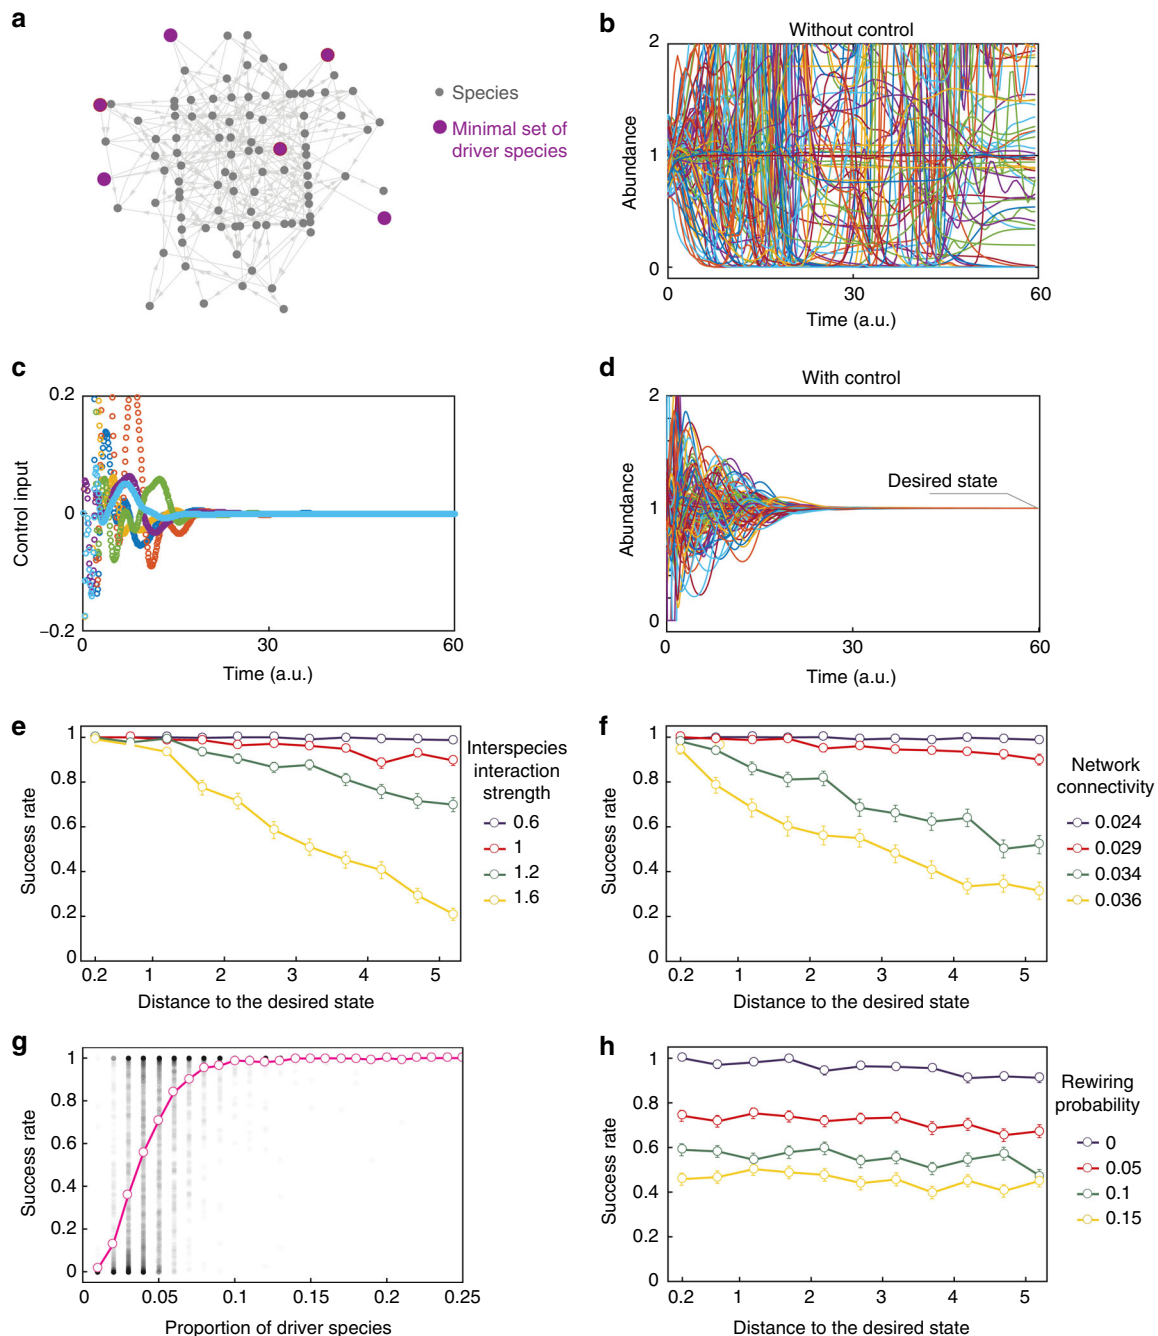 a
Species
Minimal set of
driver species
b
Without control
2
1
0
Abundance
0
30
60
Time (a.u.)
c
0.2
0
−0.2
Control input
0
30
60
Time (a.u.)
d
With control
2
1
0
Abundance
Desired state
0
30
60
Time (a.u.)
e
1
0.8
0.6
0.4
0.2
0
Success rate
0.2
1
2
3
4
5
Distance to the desired state
Interspecies
interaction
strength
0.6
1
1.2
1.6
f
1
0.8
0.6
0.4
0.2
0
Success rate
0.2
1
2
3
4
5
Distance to the desired state
Network
connectivity
0.024
0.029
0.034
0.036
g
1
0.8
0.6
0.4
0.2
0
Success rate
0
0.05
0.1
0.15
0.2
0.25
Proportion of driver species
h
1
0.8
0.6
0.4
0.2
0
Success rate
0.2
1
2
3
4
5
Distance to the desired state
Rewiring
probability
0
0.05
0.1
0.15